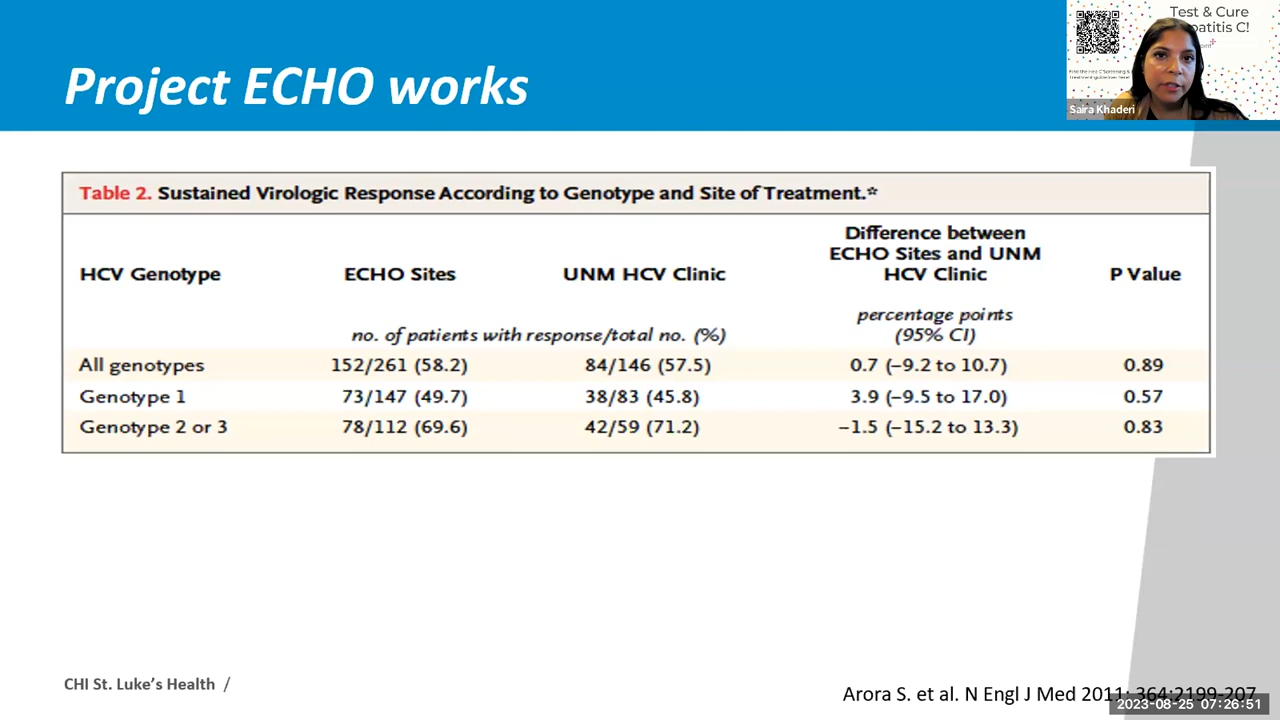 Project ECHO works
Test & Cure
patitis C!
Saira Khaderi
Table 2. Sustained Virologic Response According to Genotype and Site of Treatment.*
HCV Genotype ECHO Sites UNM HCV Clinic Difference between ECHO Sites and UNM HCV Clinic P Value
no. of patients with response/total no. (%) percentage points (95% CI)
All genotypes 152/261 (58.2) 84/146 (57.5) 0.7 (−9.2 to 10.7) 0.89
Genotype 1 73/147 (49.7) 38/83 (45.8) 3.9 (−9.5 to 17.0) 0.57
Genotype 2 or 3 78/112 (69.6) 42/59 (71.2) −1.5 (−15.2 to 13.3) 0.83
CHI St. Luke's Health /
Arora S. et al. N Engl J Med 2011; 364:2199-207
2023-08-25 07:26:51